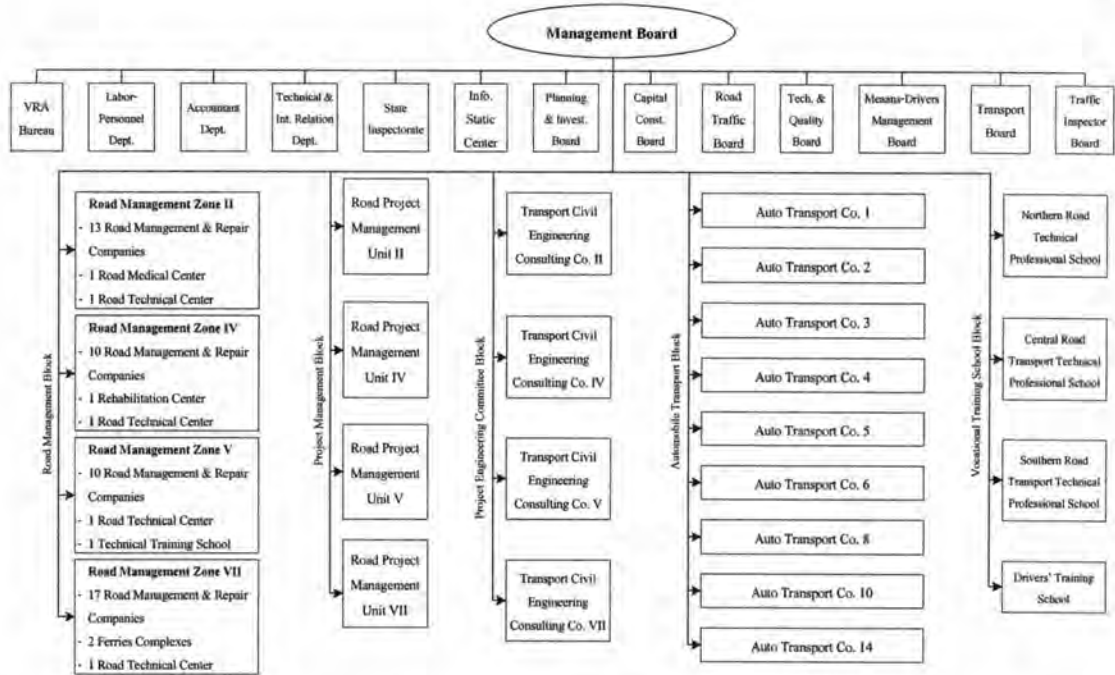 Management Board
VRA
Bureau
Labor-
Personnel
Dept.
Accountant
Dept.
Technical &
Int. Relation
Dept.
State
Inspectorate
Info.
Static
Center
Planning
& Invest.
Board
Capital
Const.
Board
Road
Traffic
Board
Tech. &
Quality
Board
Means-Drivers
Management
Board
Transport
Board
Traffic
Inspector
Board
Road Management Block
Road Management Zone II
- 13 Road Management & Repair
Companies
- 1 Road Medical Center
- 1 Road Technical Center
Road Management Zone IV
- 10 Road Management & Repair
Companies
- 1 Rehabilitation Center
- 1 Road Technical Center
Road Management Zone V
- 10 Road Management & Repair
Companies
- 1 Road Technical Center
- 1 Technical Training School
Road Management Zone VII
- 17 Road Management & Repair
Companies
- 2 Ferries Complexes
- 1 Road Technical Center
Project Management Block
Road Project
Management
Unit II
Road Project
Management
Unit IV
Road Project
Management
Unit V
Road Project
Management
Unit VII
Project Engineering Committee Block
Transport Civil
Engineering
Consulting Co. II
Transport Civil
Engineering
Consulting Co. IV
Transport Civil
Engineering
Consulting Co. V
Transport Civil
Engineering
Consulting Co. VII
Automobile Transport Block
Auto Transport Co. 1
Auto Transport Co. 2
Auto Transport Co. 3
Auto Transport Co. 4
Auto Transport Co. 5
Auto Transport Co. 6
Auto Transport Co. 8
Auto Transport Co. 10
Auto Transport Co. 14
Vocational Training School Block
Northern Road
Technical
Professional School
Central Road
Transport Technical
Professional School
Southern Road
Transport Technical
Professional School
Drivers' Training
School